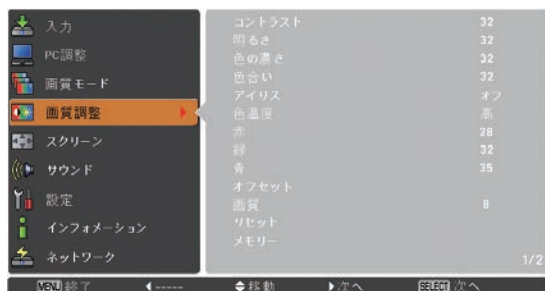 入力
PC調整
画質モード
画質調整
スクリーン
サウンド
設定
インフォメーション
ネットワーク
コントラスト 32
明るさ 32
色の濃さ 32
色合い 32
アイリス オフ
色温度 高
赤 28
緑 32
青 35
オフセット
画質 8
リセット
メモリー
1/2
MENU 終了 ----- 移動 次へ SELECT 次へ